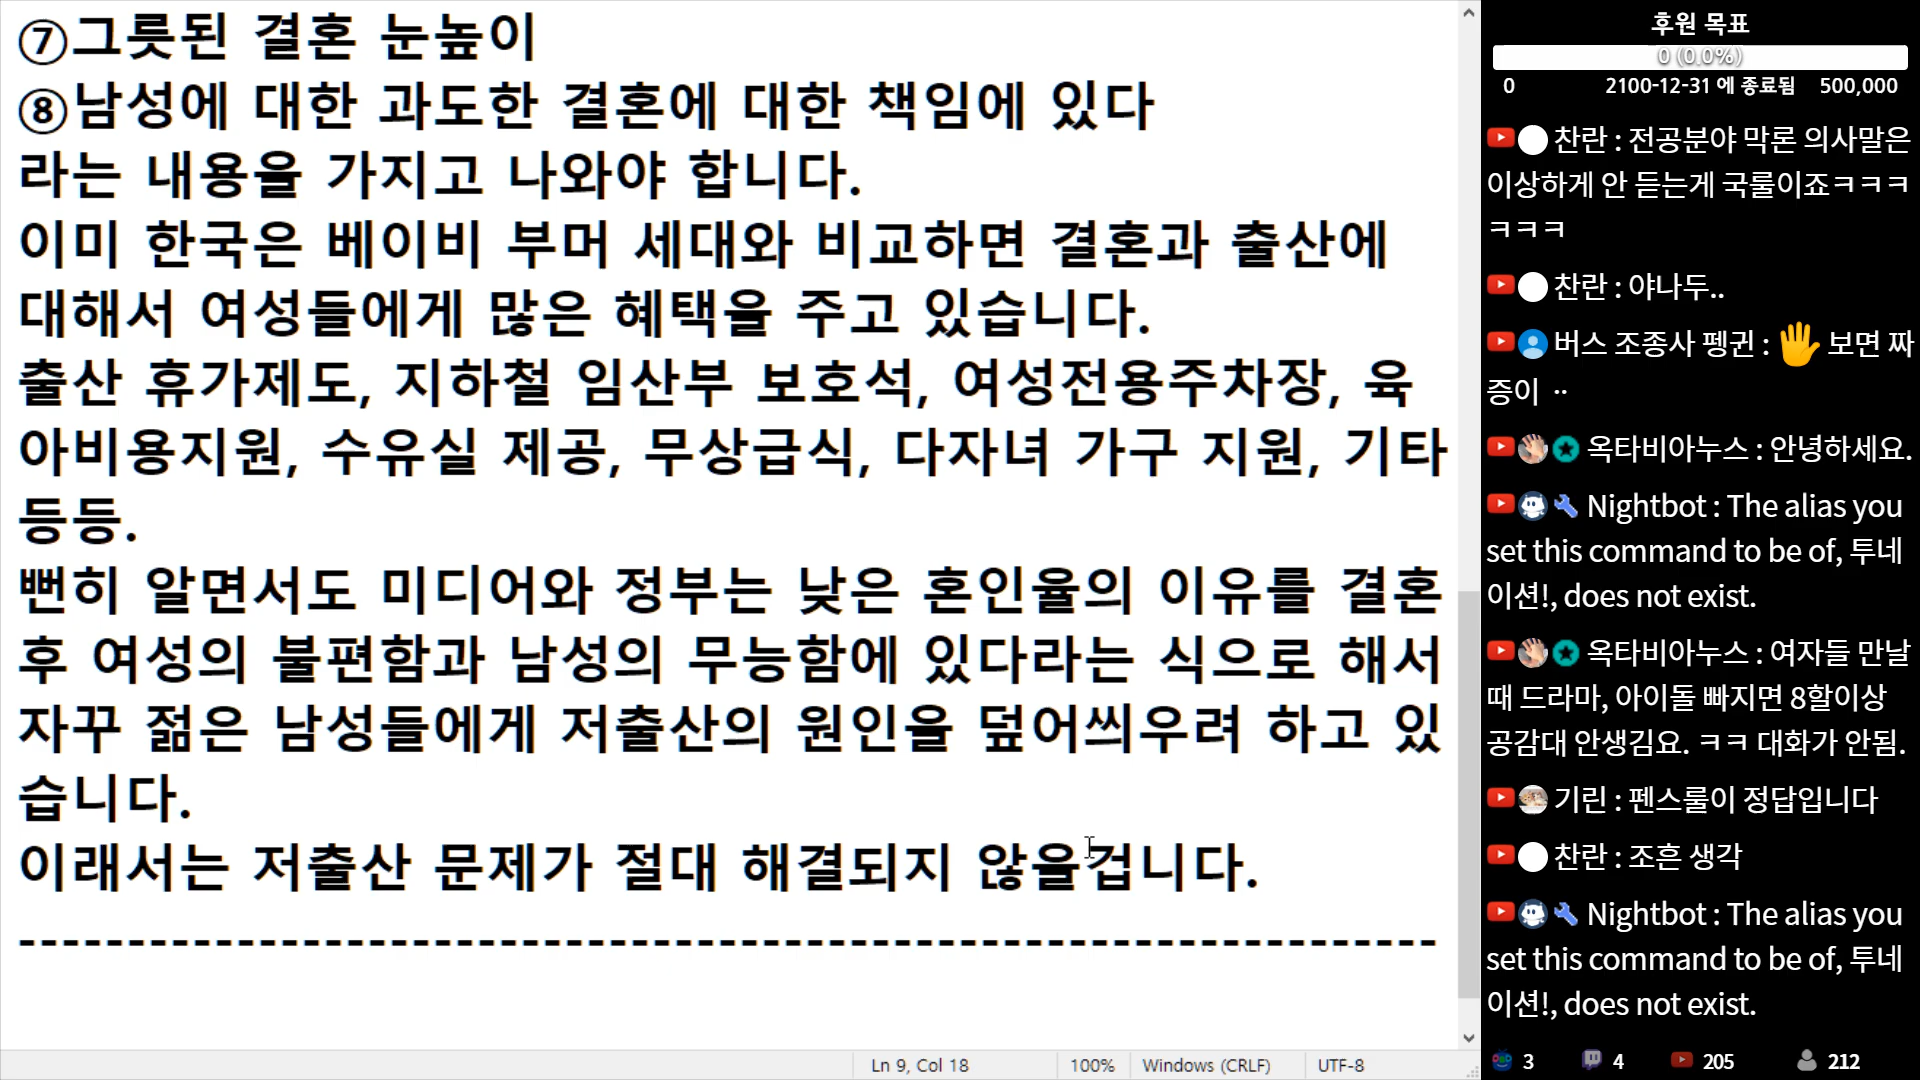 ⑦그릇된 결혼 눈높이
⑧남성에 대한 과도한 결혼에 대한 책임에 있다
라는 내용을 가지고 나와야 합니다.
이미 한국은 베이비 부머 세대와 비교하면 결혼과 출산에
대해서 여성들에게 많은 혜택을 주고 있습니다.
출산 휴가제도, 지하철 임산부 보호석, 여성전용주차장, 육
아비용지원, 수유실 제공, 무상급식, 다자녀 가구 지원, 기타
등등.
뻔히 알면서도 미디어와 정부는 낮은 혼인율의 이유를 결혼
후 여성의 불편함과 남성의 무능함에 있다라는 식으로 해서
자꾸 젊은 남성들에게 저출산의 원인을 덮어씌우려 하고 있
습니다.
이래서는 저출산 문제가 절대 해결되지 않을겁니다.
------------------------------------------------------------------
Ln 9, Col 18
100%
Windows (CRLF)
UTF-8
후원 목표
0 (0.0%)
0 2100-12-31 에 종료됨 500,000
찬란 : 전공분야 막론 의사말은
이상하게 안 듣는게 국룰이죠ㅋㅋㅋ
ㅋㅋㅋ
찬란 : 야나두..
버스 조종사 펭귄 : 🖐 보면 짜
증이 ..
옥타비아누스 : 안녕하세요.
Nightbot : The alias you
set this command to be of, 투네
이션!, does not exist.
옥타비아누스 : 여자들 만날
때 드라마, 아이돌 빠지면 8할이상
공감대 안생김요. ㅋㅋ 대화가 안됨.
기린 : 펜스룰이 정답입니다
찬란 : 조흔 생각
Nightbot : The alias you
set this command to be of, 투네
이션!, does not exist.
3 4 205 212